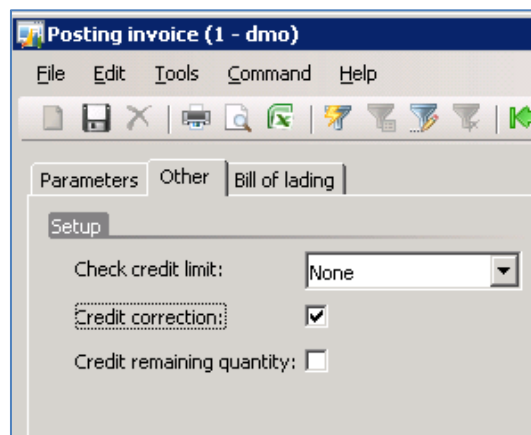 Posting invoice (1 - dmo)
File Edit Tools Command Help
Parameters Other Bill of lading
Setup
Check credit limit: None
Credit correction:
Credit remaining quantity: